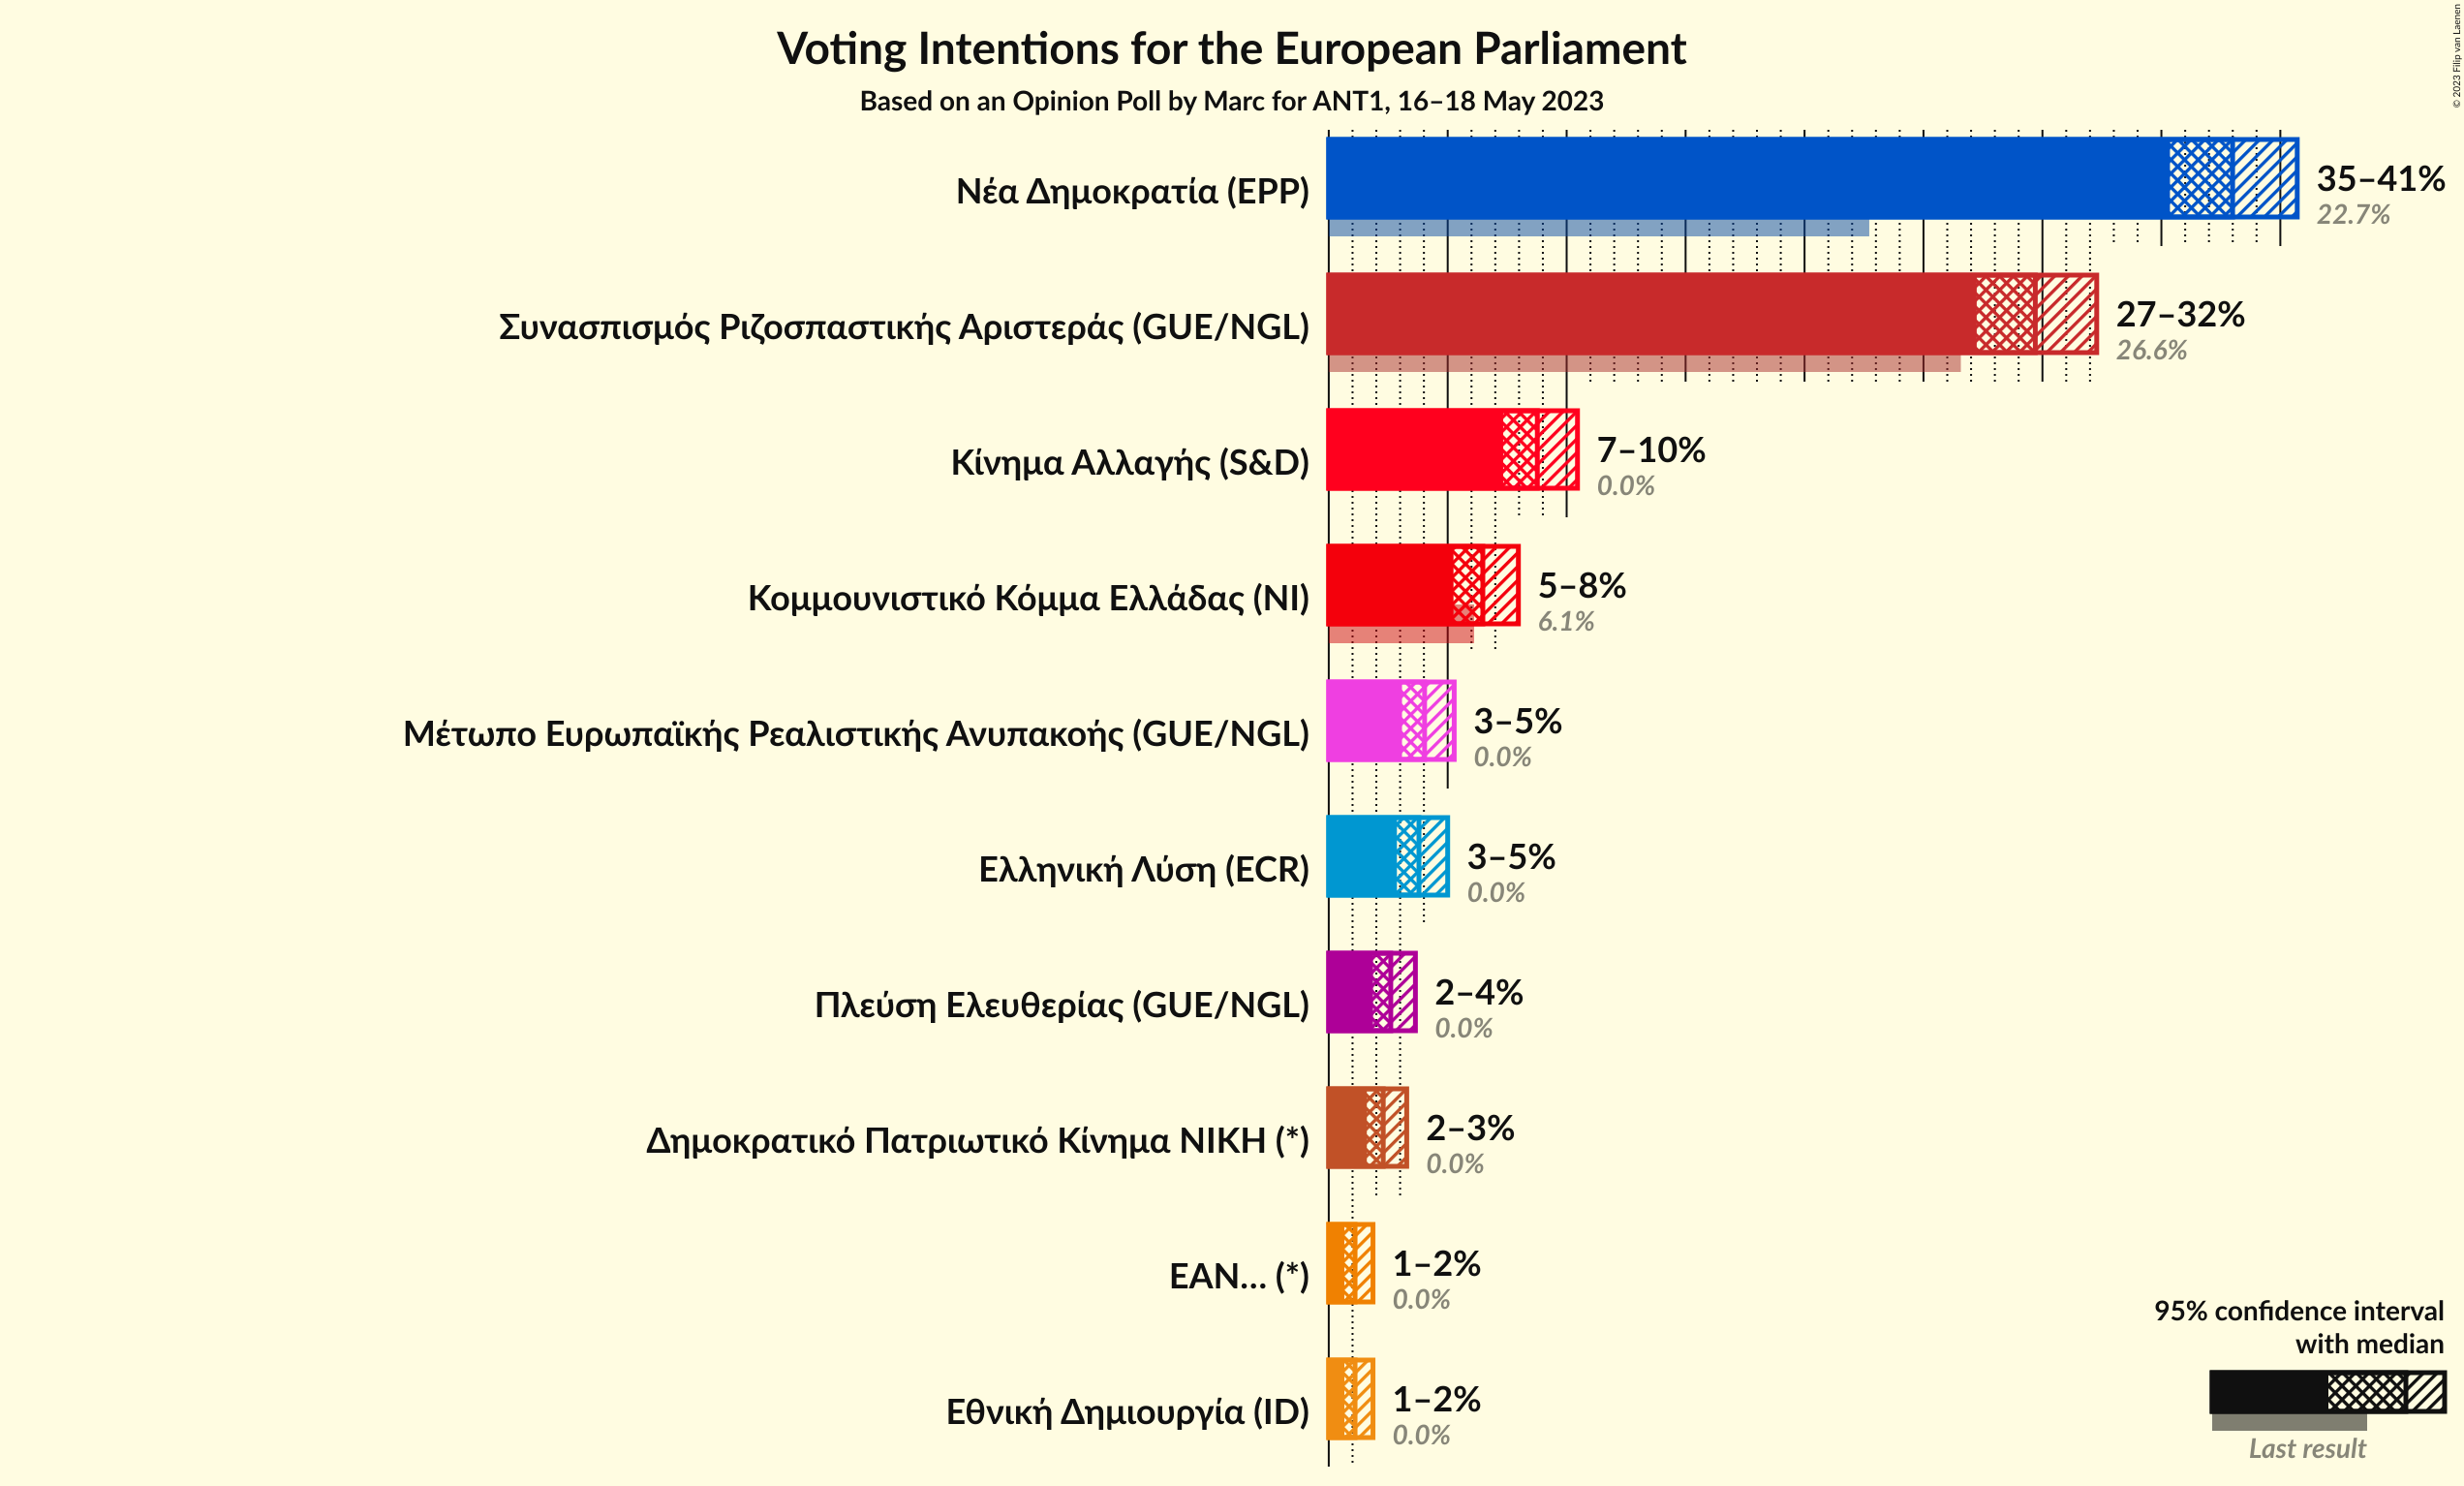 Voting Intentions for the European Parliament
Based on an Opinion Poll by Marc for ANT1, 16–18 May 2023
© 2023 Filip van Laenen
Νέα Δημοκρατία (EPP)
35–41%
22.7%
Συνασπισμός Ριζοσπαστικής Αριστεράς (GUE/NGL)
27–32%
26.6%
Κίνημα Αλλαγής (S&D)
7–10%
0.0%
Κομμουνιστικό Κόμμα Ελλάδας (NI)
5–8%
6.1%
Μέτωπο Ευρωπαϊκής Ρεαλιστικής Ανυπακοής (GUE/NGL)
3–5%
0.0%
Ελληνική Λύση (ECR)
3–5%
0.0%
Πλεύση Ελευθερίας (GUE/NGL)
2–4%
0.0%
Δημοκρατικό Πατριωτικό Κίνημα ΝΙΚΗ (*)
2–3%
0.0%
ΕΑΝ… (*)
1–2%
0.0%
Εθνική Δημιουργία (ID)
1–2%
0.0%
95% confidence interval
with median
Last result